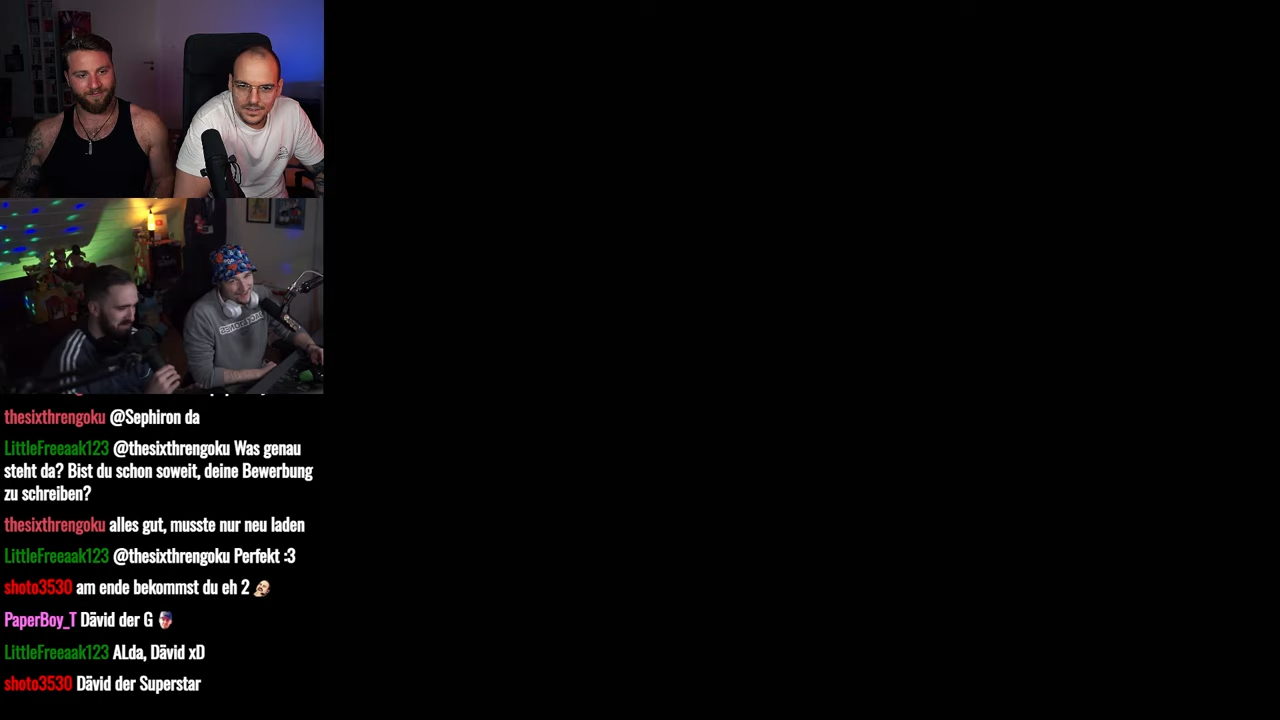 thesixthrengoku @Sephiron da
LittleFreeaak123 @thesixthrengoku Was genau
steht da? Bist du schon soweit, deine Bewerbung
zu schreiben?
thesixthrengoku alles gut, musste nur neu laden
LittleFreeaak123 @thesixthrengoku Perfekt :3
shoto3530 am ende bekommst du eh 2
PaperBoy_T Dävid der G
LittleFreeaak123 ALda, Dävid xD
shoto3530 Dävid der Superstar